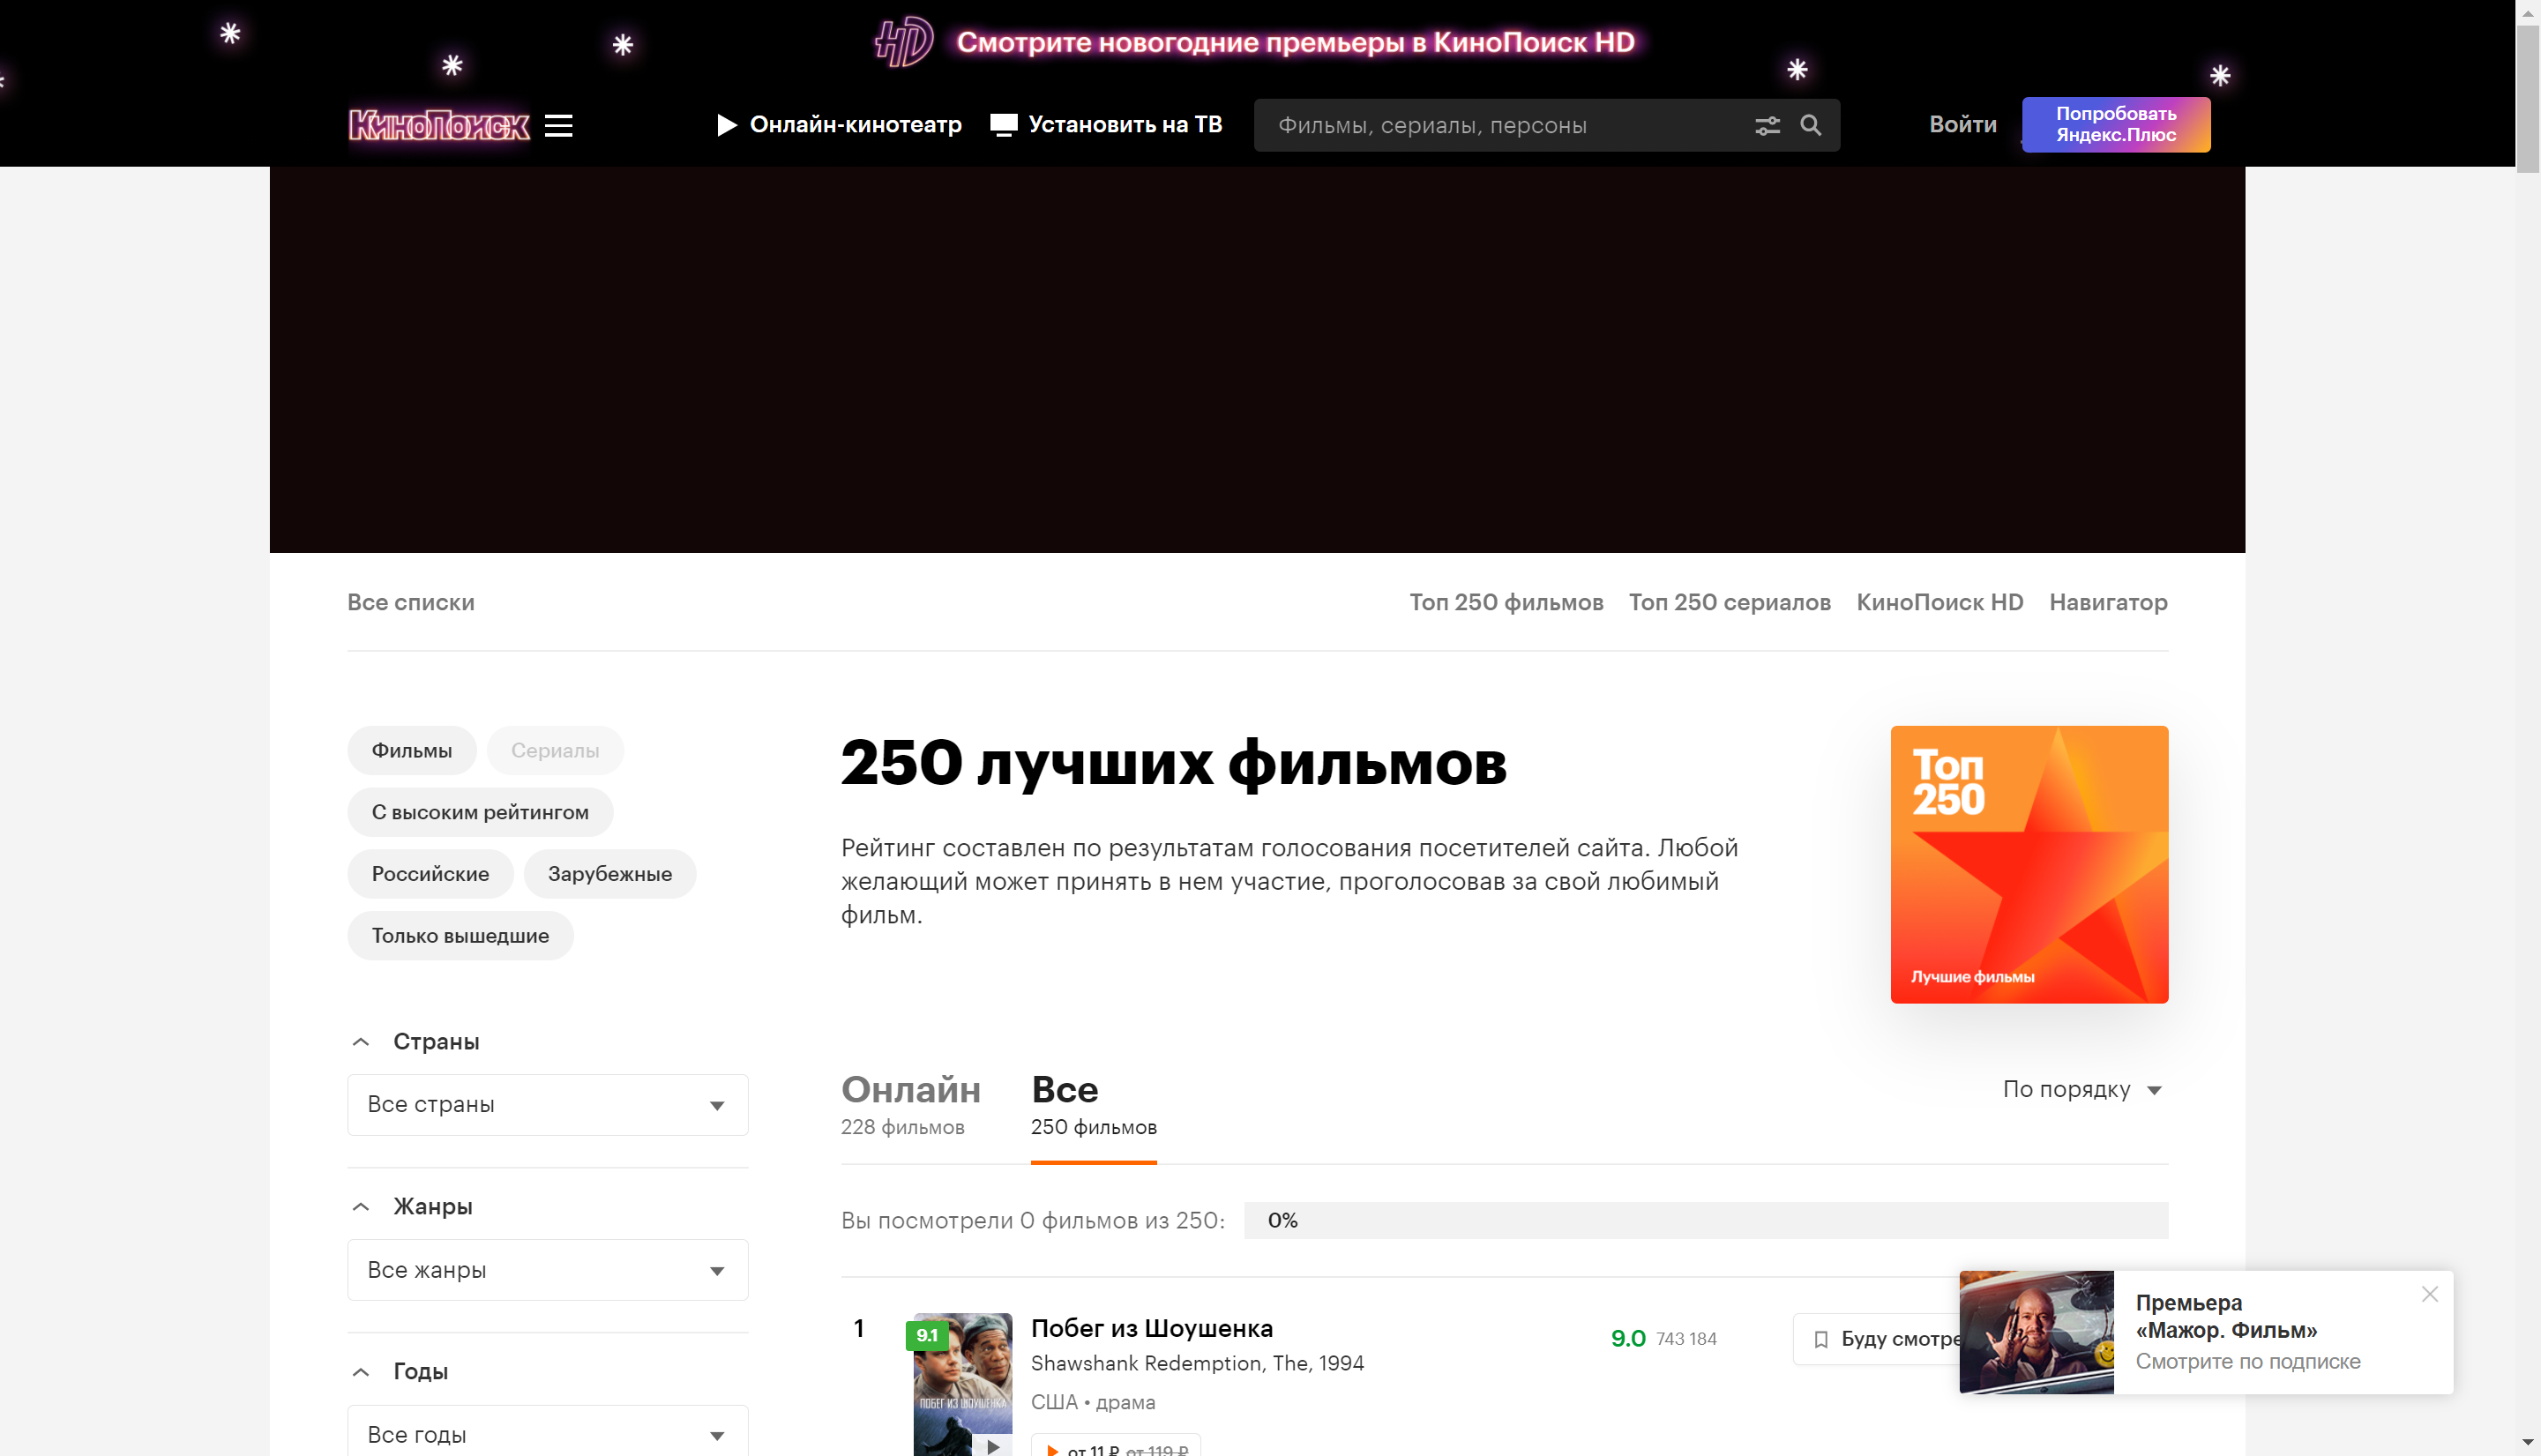 HD Смотрите новогодние премьеры в КиноПоиск HD
КиноПоиск
Онлайн-кинотеатр
Установить на ТВ
Фильмы, сериалы, персоны
Войти
Попробовать
Яндекс.Плюс
Все списки
Топ 250 фильмов
Топ 250 сериалов
КиноПоиск HD
Навигатор
Фильмы
Сериалы
С высоким рейтингом
Российские
Зарубежные
Только вышедшие
Страны
Все страны
Жанры
Все жанры
Годы
Все годы
250 лучших фильмов
Рейтинг составлен по результатам голосования посетителей сайта. Любой
желающий может принять в нем участие, проголосовав за свой любимый
фильм.
Топ
250
Лучшие фильмы
Онлайн
228 фильмов
Все
250 фильмов
По порядку
Вы посмотрели 0 фильмов из 250:
0%
1
9.1
ПОБЕГ ИЗ ШОУШЕНКА
Побег из Шоушенка
Shawshank Redemption, The, 1994
США • драма
от 11 ₽ от 119 ₽
9.0 743 184
Буду смотре
Премьера
«Мажор. Фильм»
Смотрите по подписке